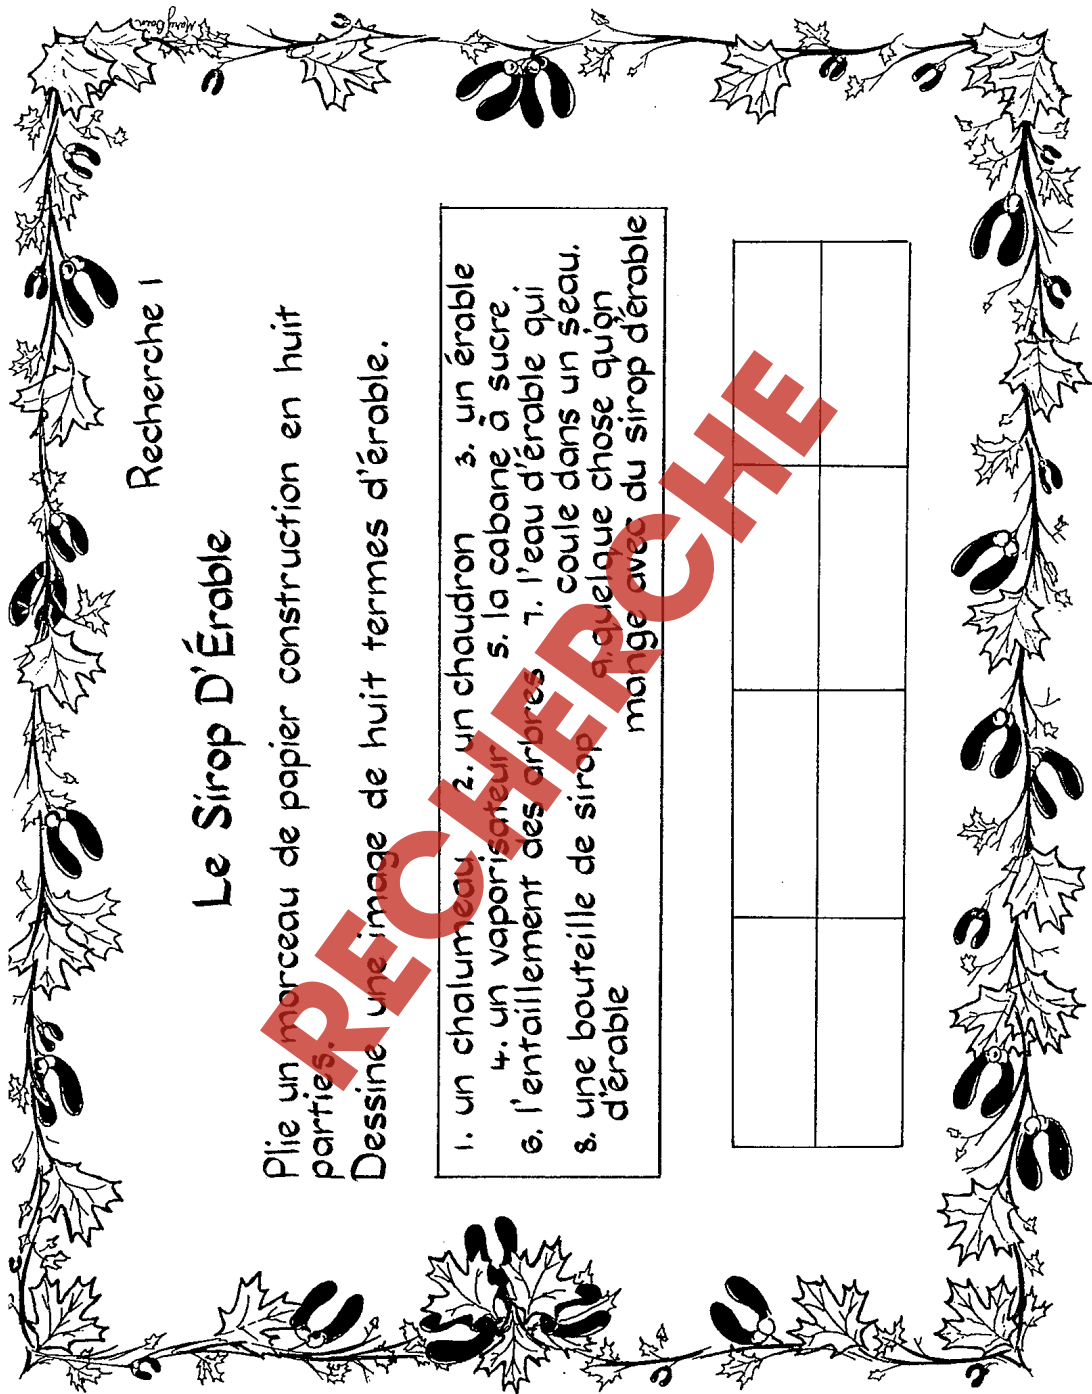 Mary Cain
Recherche 1
Le Sirop D'Érable
Plie un morceau de papier construction en huit
parties.
Dessine une image de huit termes d'érable.
1. un chalumeau 2. un chaudron 3. un érable
4. un vaporisateur 5. la cabane à sucre
6. l'entaillement des arbres 7. l'eau d'érable qui
coule dans un seau.
8. une bouteille de sirop 9. quelque chose qu'on
d'érable mange avec du sirop d'érable
RECHERCHE